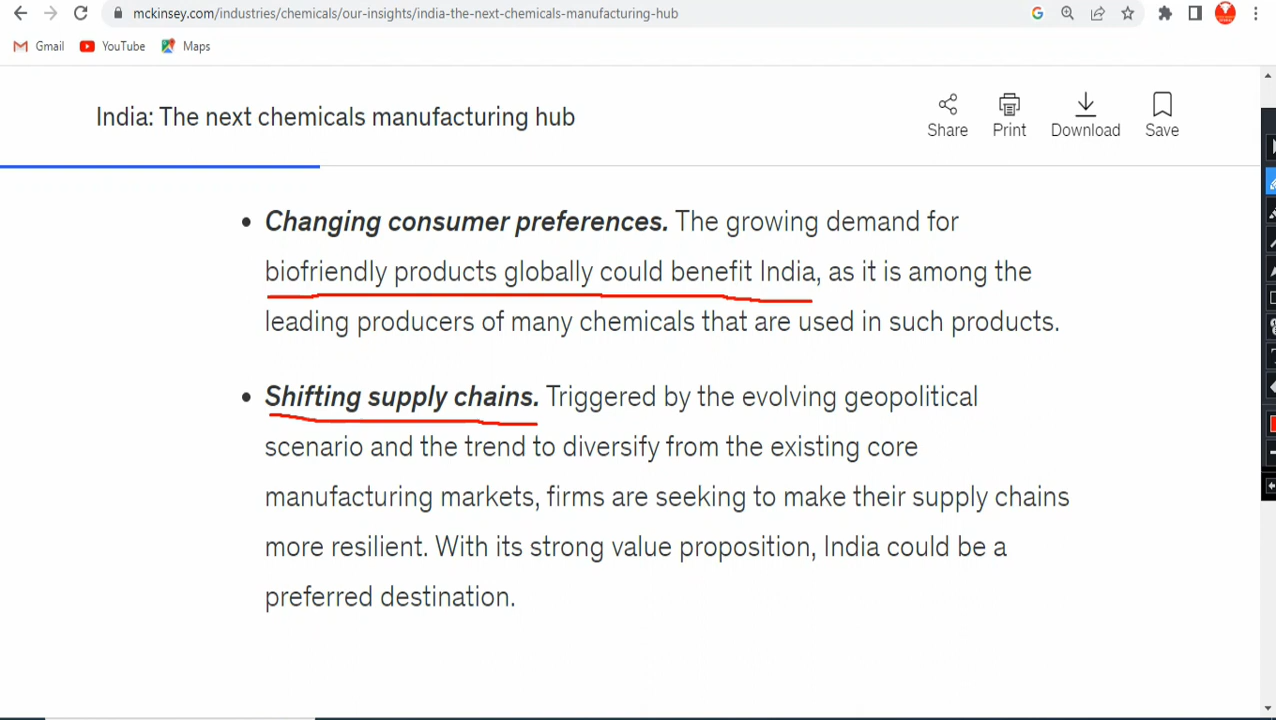 mckinsey.com/industries/chemicals/our-insights/india-the-next-chemicals-manufacturing-hub
Gmail YouTube Maps
India: The next chemicals manufacturing hub
Share Print Download Save
• Changing consumer preferences. The growing demand for
biofriendly products globally could benefit India, as it is among the
leading producers of many chemicals that are used in such products.
• Shifting supply chains. Triggered by the evolving geopolitical
scenario and the trend to diversify from the existing core
manufacturing markets, firms are seeking to make their supply chains
more resilient. With its strong value proposition, India could be a
preferred destination.